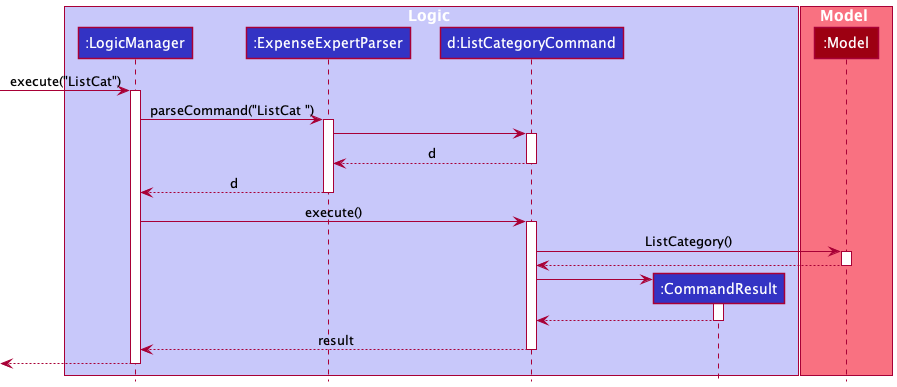 Logic
Model
:LogicManager
:ExpenseExpertParser
d:ListCategoryCommand
:Model
execute("ListCat")
parseCommand("ListCat ")
d
d
execute()
ListCategory()
:CommandResult
result